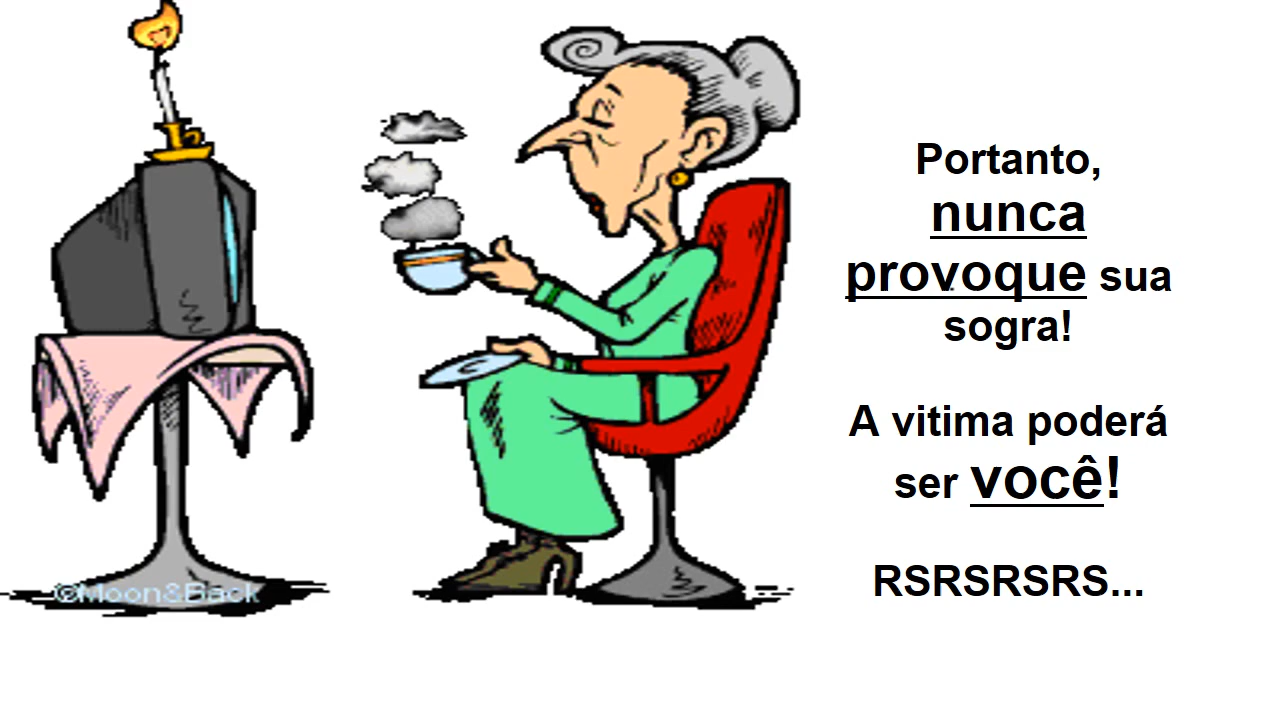 Portanto,
nunca
provoque sua
sogra!
A vitima poderá
ser você!
RSRSRSRS...
©Moon&Back